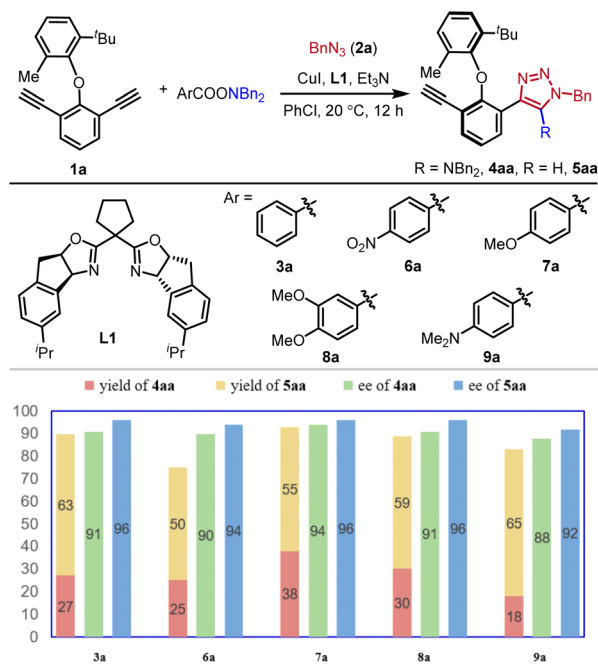 tBu
Me
O
1a
+ ArCOONBn2
BnN3 (2a)
CuI, L1, Et3N
PhCl, 20 °C, 12 h
tBu
Me
O
N N
N Bn
R
R = NBn2, 4aa, R = H, 5aa
O O
N N
iPr iPr
L1
Ar =
3a
O2N
6a
MeO
7a
MeO
MeO
8a
Me2N
9a
yield of 4aa yield of 5aa ee of 4aa ee of 5aa
100
90
80
70
60
50
40
30
20
10
0
63 27 91 96
50 25 90 94
55 38 94 96
59 30 91 96
65 18 88 92
3a 6a 7a 8a 9a